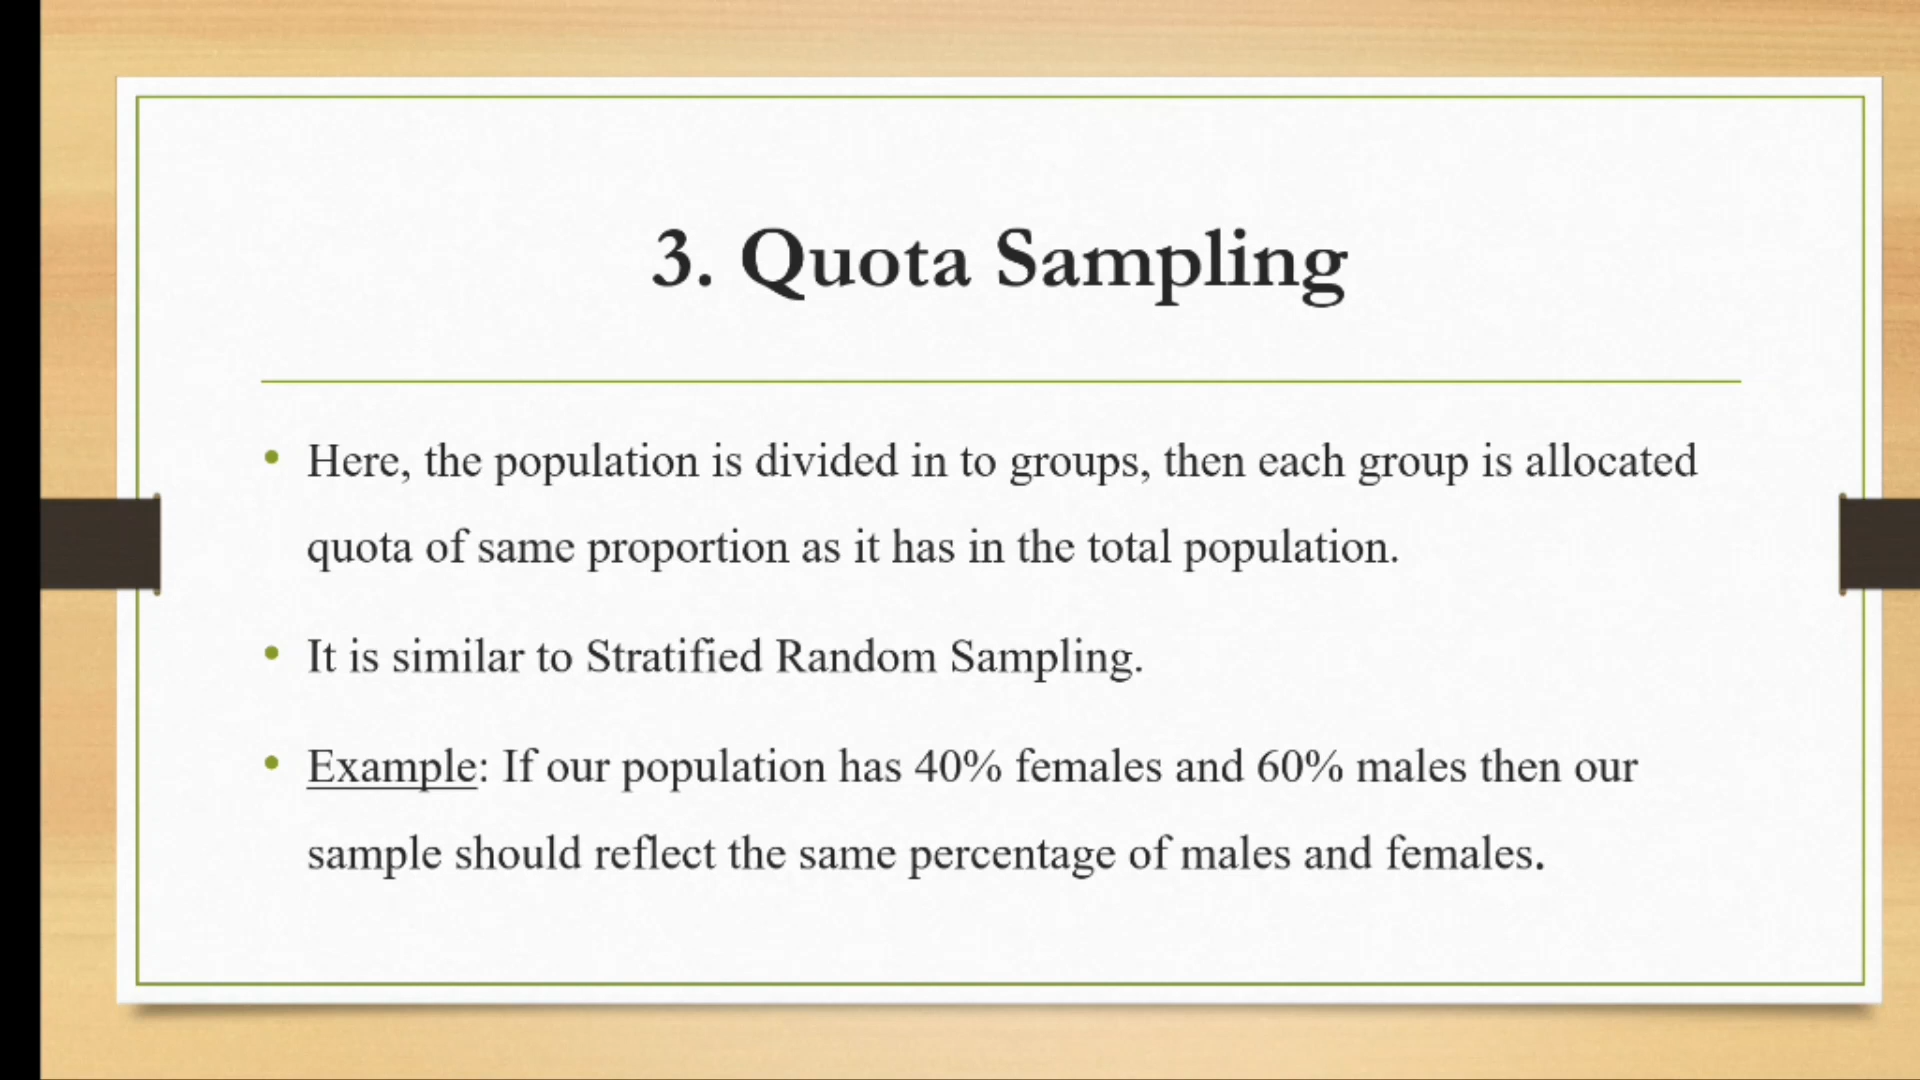 3. Quota Sampling
• Here, the population is divided in to groups, then each group is allocated
quota of same proportion as it has in the total population.
• It is similar to Stratified Random Sampling.
• Example: If our population has 40% females and 60% males then our
sample should reflect the same percentage of males and females.